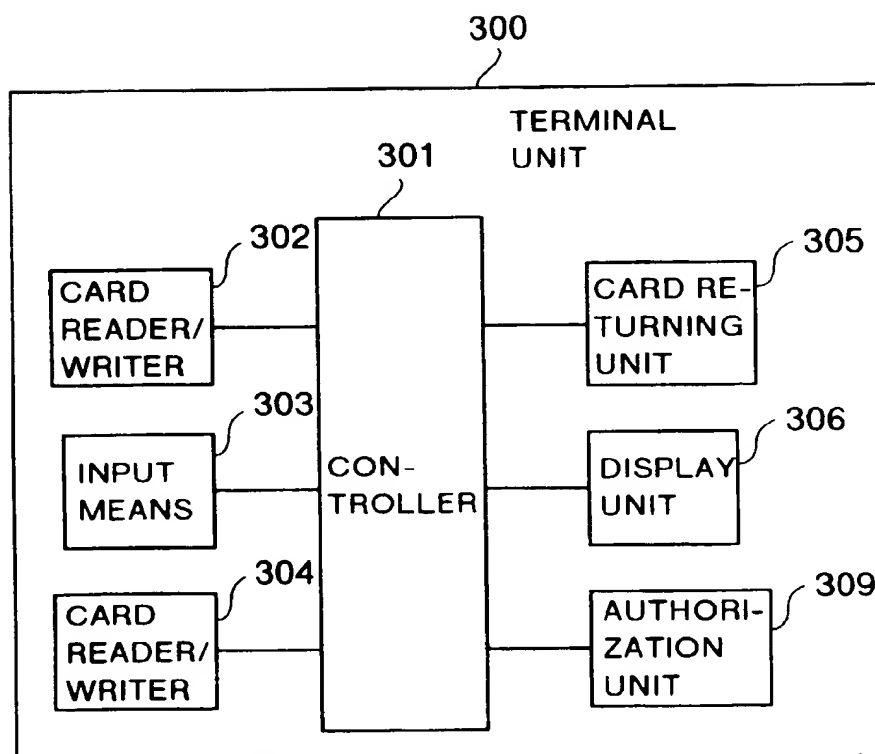 300
TERMINAL
UNIT
301
302
CARD
READER/
WRITER
303
INPUT
MEANS
304
CARD
READER/
WRITER
CON-
TROLLER
305
CARD RE-
TURNING
UNIT
306
DISPLAY
UNIT
309
AUTHORI-
ZATION
UNIT